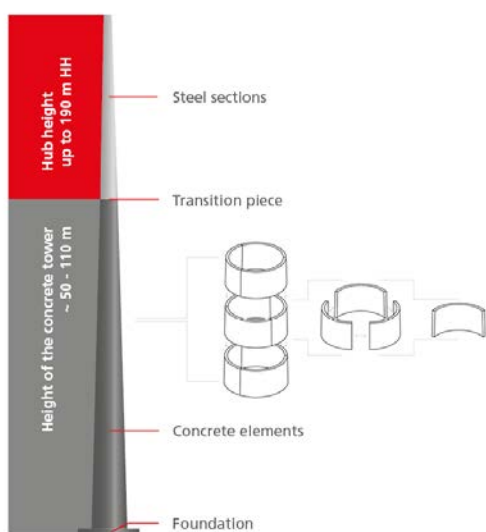 Hub height
up to 190 m HH
Steel sections
Transition piece
Height of the concrete tower
~ 50 - 110 m
Concrete elements
Foundation